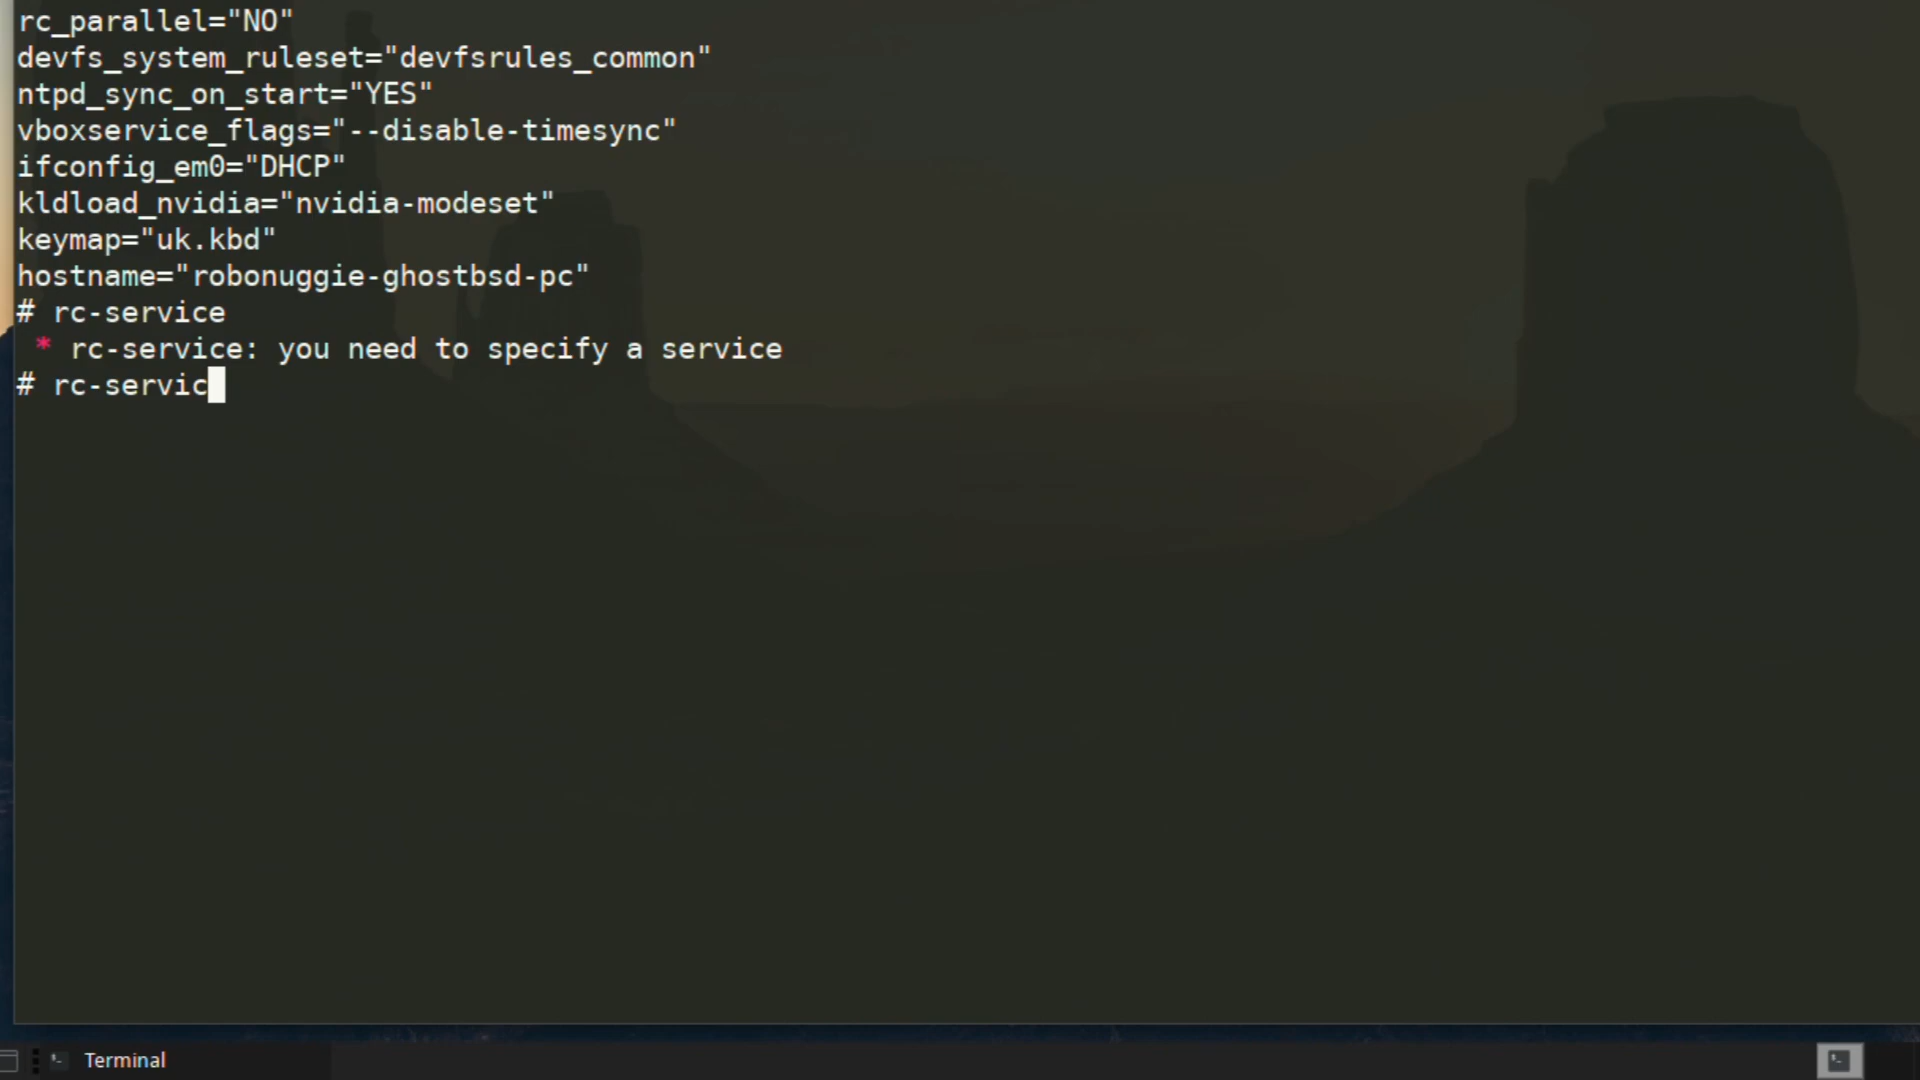 rc_parallel="NO"
devfs_system_ruleset="devfsrules_common"
ntpd_sync_on_start="YES"
vboxservice_flags="--disable-timesync"
ifconfig_em0="DHCP"
kldload_nvidia="nvidia-modeset"
keymap="uk.kbd"
hostname="robonuggie-ghostbsd-pc"
# rc-service
 * rc-service: you need to specify a service
# rc-servic
Terminal